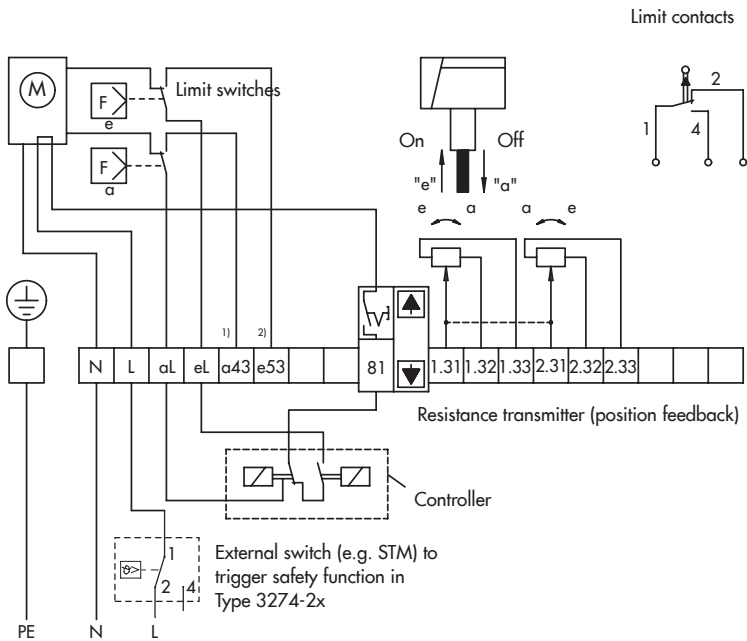 Limit contacts
M
F
e
Limit switches
F
a
On
Off
"e"
"a"
e
a
a
e
2
1
4
1)
2)
N
L
aL
eL
a43
e53
81
1.31
1.32
1.33
2.31
2.32
2.33
Resistance transmitter (position feedback)
Controller
External switch (e.g. STM) to
trigger safety function in
Type 3274-2x
1
2
4
ϑ>
PE
N
L